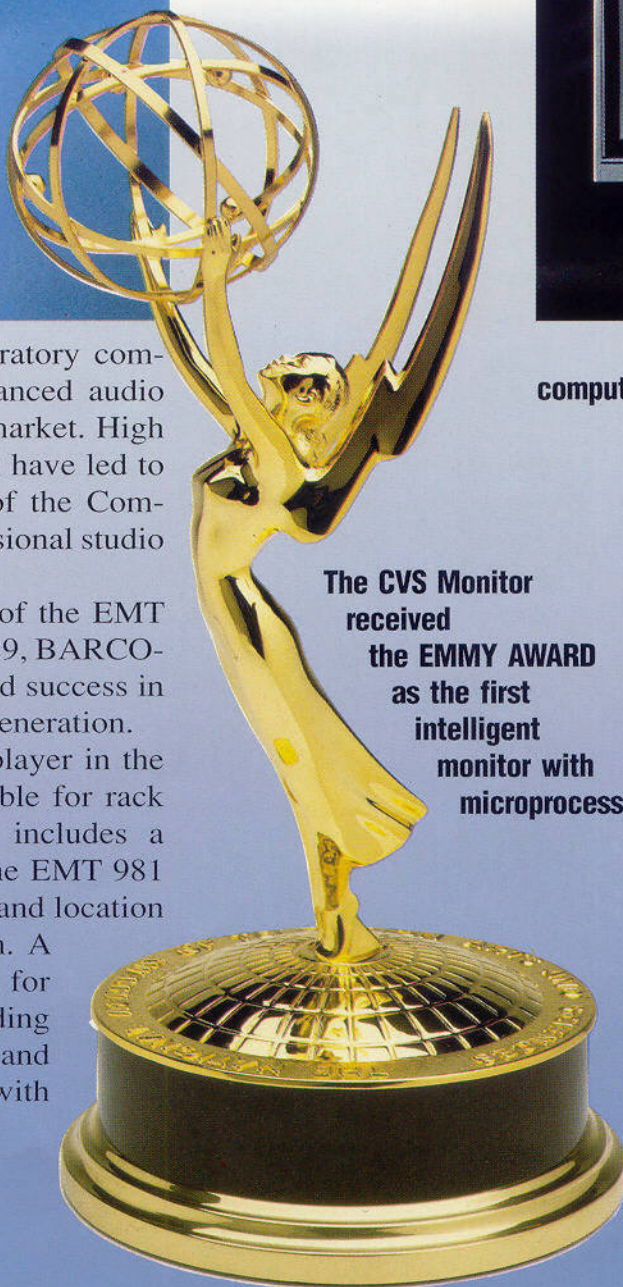 ratory com-
anced audio
market. High
have led to
of the Com-
sional studio
of the EMT
9, BARCO-
d success in
eneration.
player in the
ble for rack
includes a
he EMT 981
and location
n. A
for
ding
and
with
comput
The CVS Monitor
received
the EMMY AWARD
as the first
intelligent
monitor with
microprocess